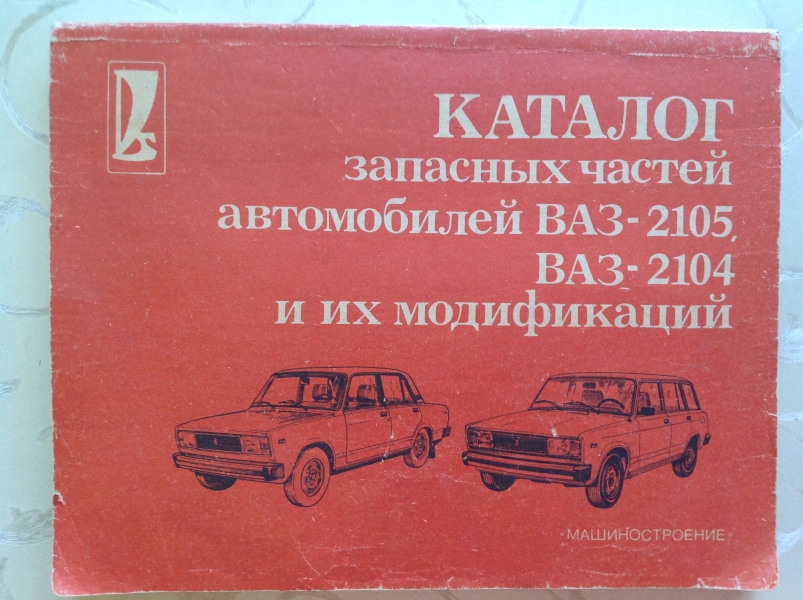 КАТАЛОГ
запасных частей
автомобилей ВАЗ-2105,
ВАЗ-2104
и их модификаций
«МАШИНОСТРОЕНИЕ»